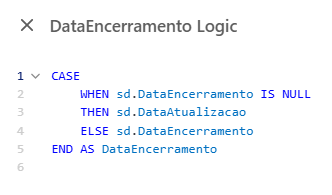 DataEncerramento Logic
1 CASE
2 WHEN sd.DataEncerramento IS NULL
3 THEN sd.DataAtualizacao
4 ELSE sd.DataEncerramento
5 END AS DataEncerramento
6